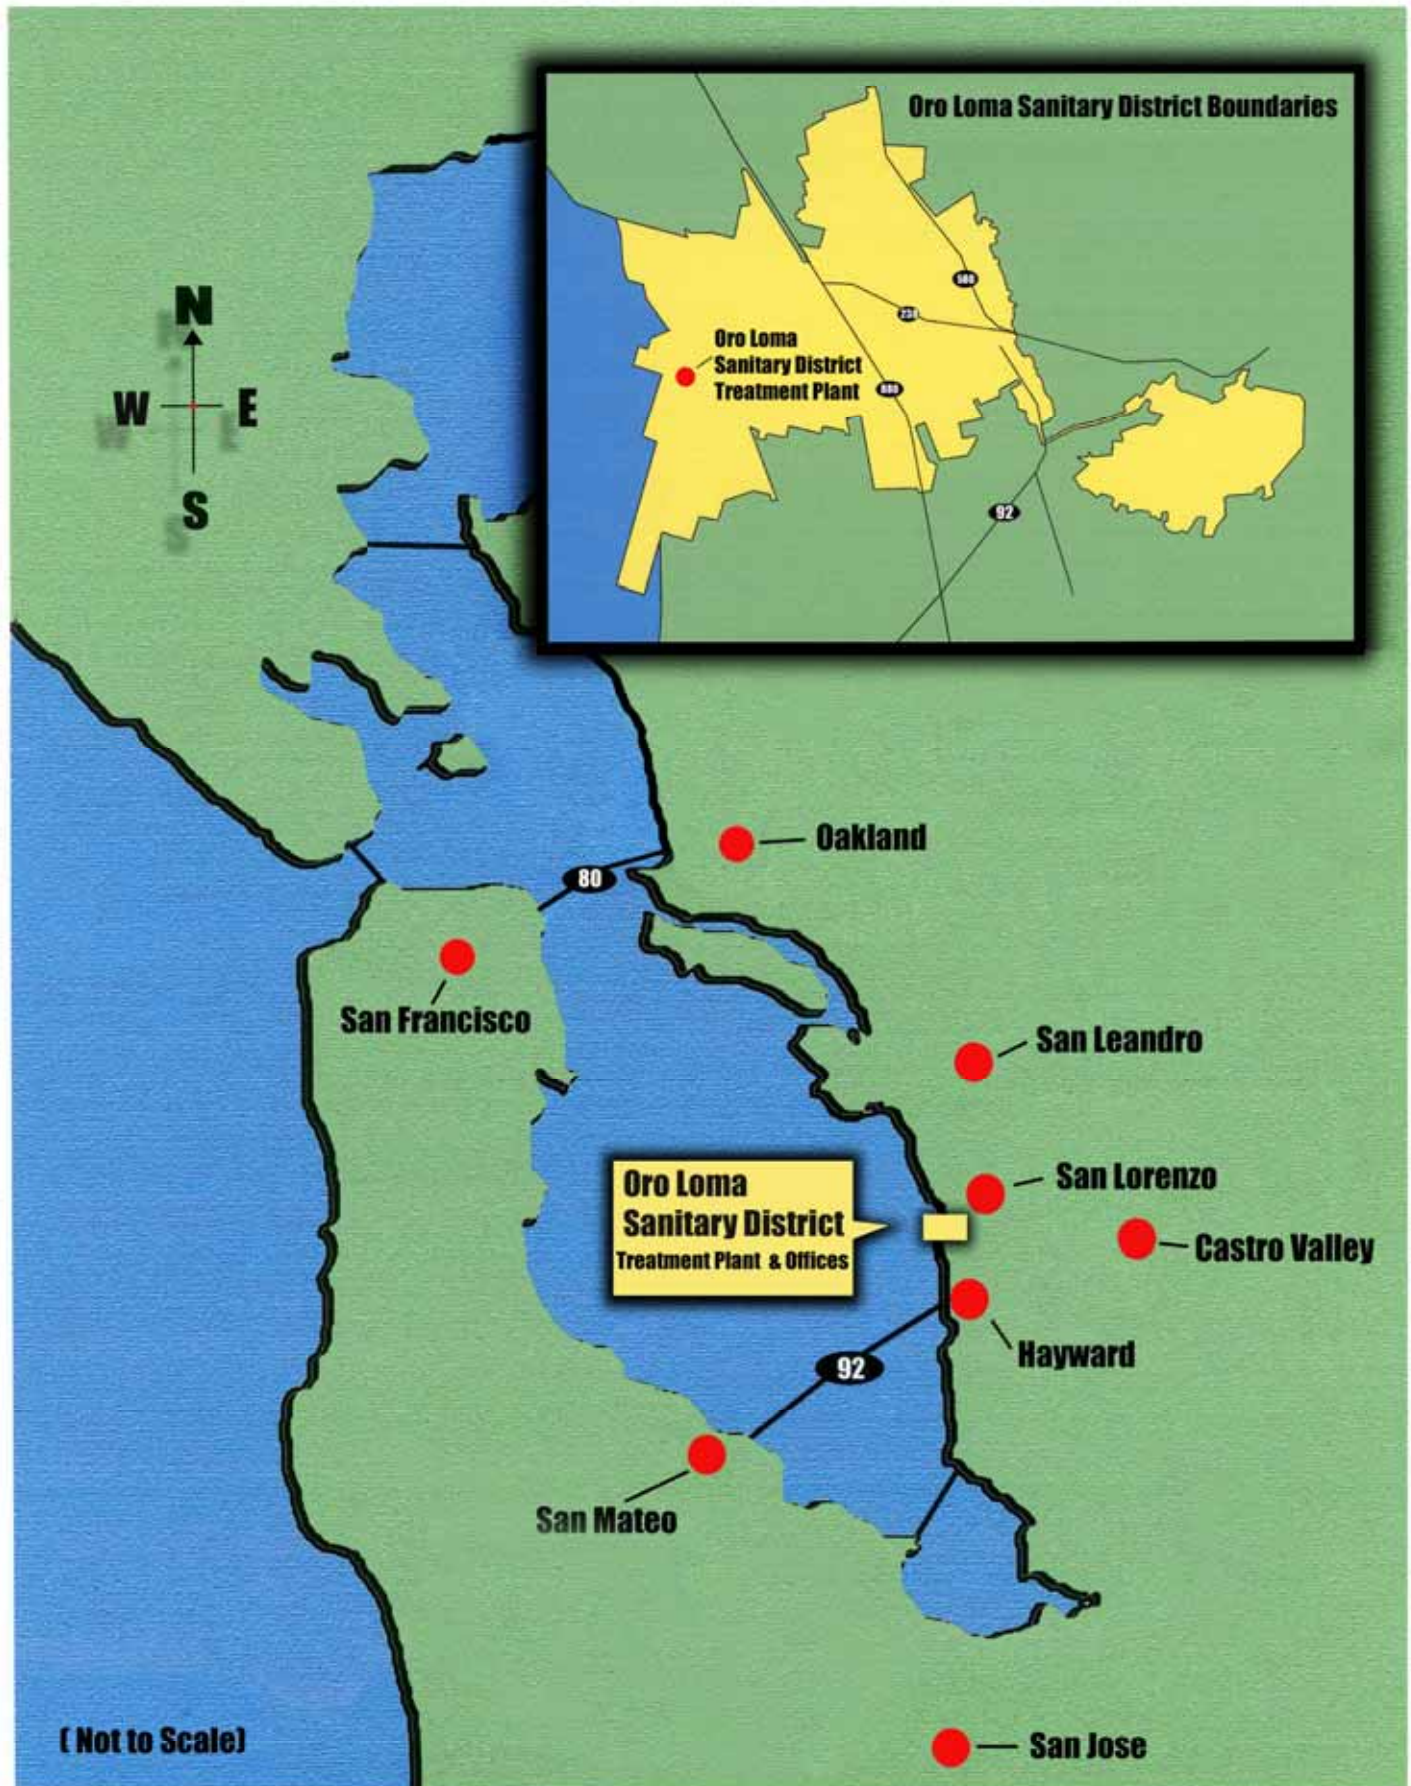 Oro Loma Sanitary District Boundaries
N
W E
S
580
238
Oro Loma
Sanitary District
Treatment Plant
880
92
Oakland
80
San Francisco
San Leandro
Oro Loma
Sanitary District
Treatment Plant & Offices
San Lorenzo
Castro Valley
Hayward
92
San Mateo
( Not to Scale)
San Jose